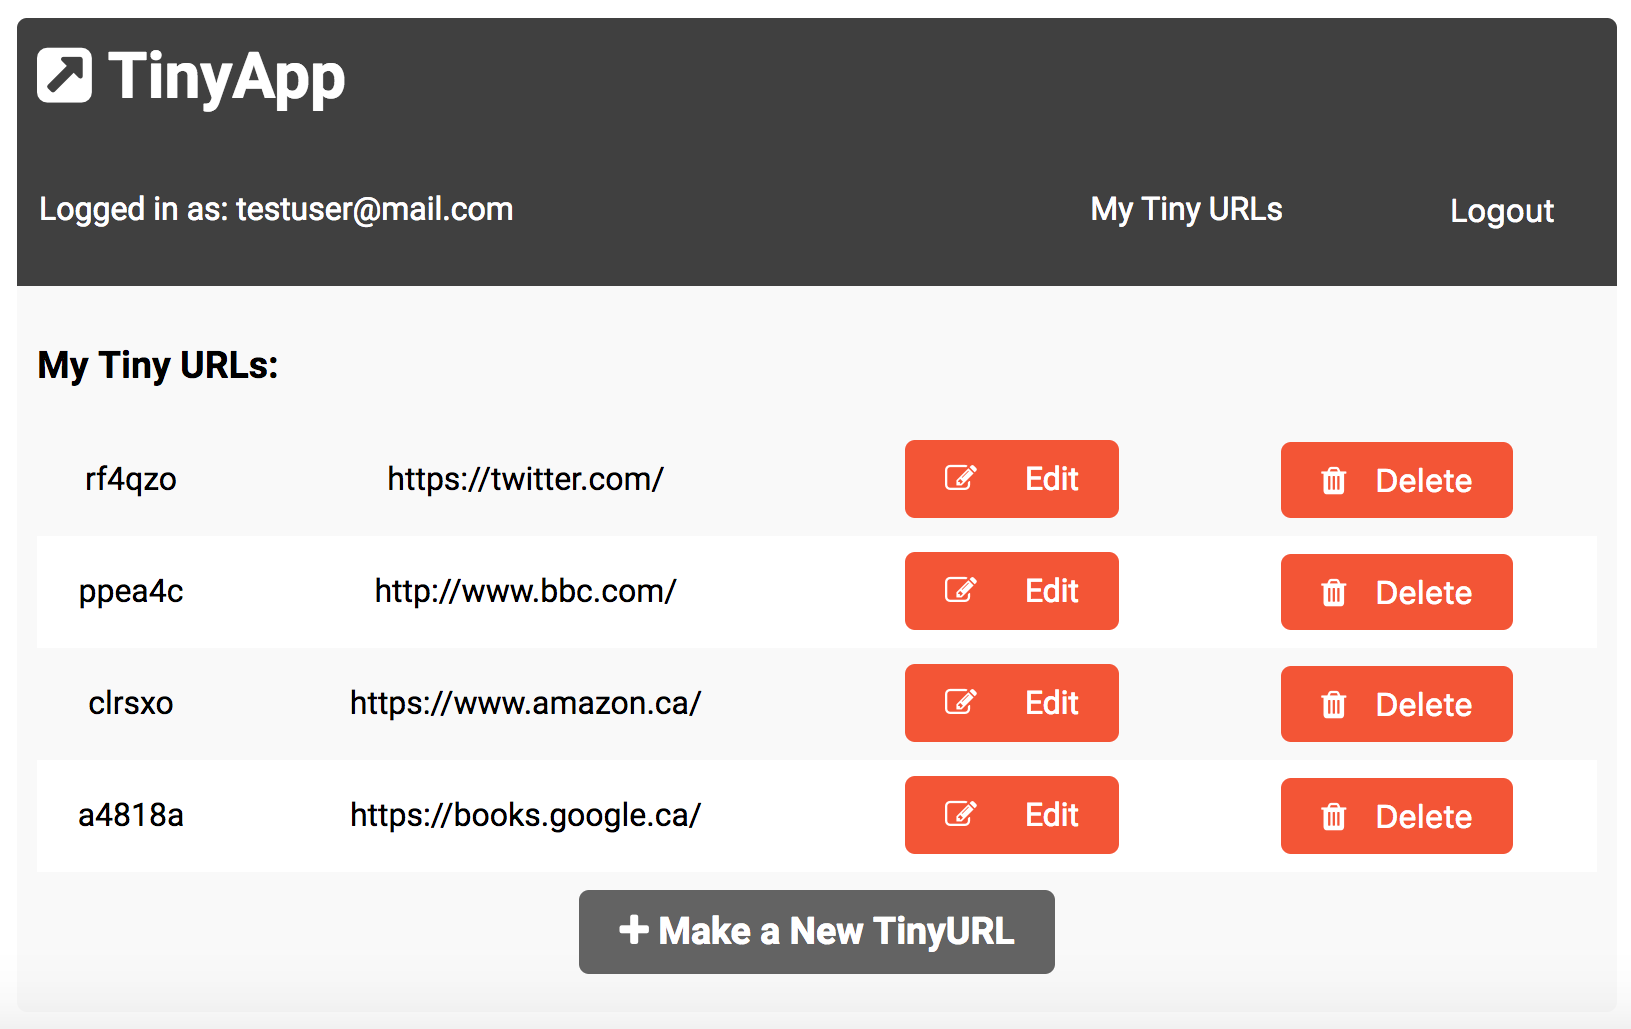 TinyApp
Logged in as: testuser@mail.com My Tiny URLs Logout
My Tiny URLs:
rf4qzo https://twitter.com/ Edit Delete
ppea4c http://www.bbc.com/ Edit Delete
clrsxo https://www.amazon.ca/ Edit Delete
a4818a https://books.google.ca/ Edit Delete
+ Make a New TinyURL